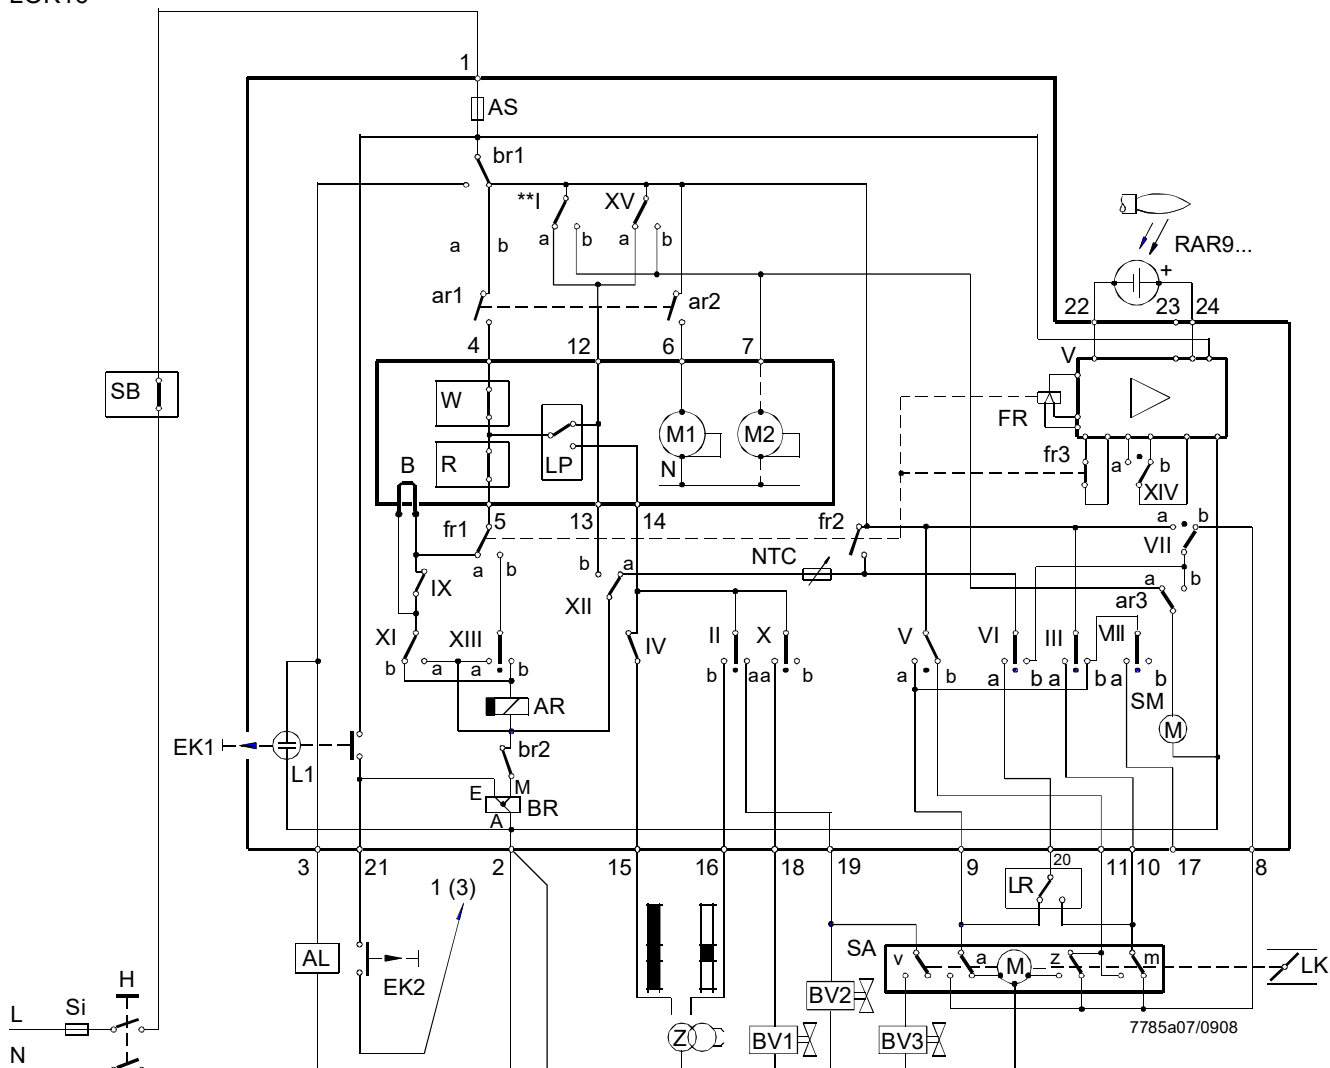 1
AS
br1
**I
XV
a
b
a
b
a
b
RAR9...
+
ar1
ar2
22
23
24
4
12
6
7
V
SB
W
M1
M2
FR
R
LP
N
B
fr3
a
b
XIV
fr1
5
13
14
fr2
a
b
VII
NTC
a
b
b
a
a
b
IX
XII
ar3
XI
XIII
IV
II
X
V
VI
III
VIII
b
a
a
b
b
a
a
b
a
b
a
b
a
b
a
b
AR
SM
EK1
br2
M
L1
E
M
BR
A
3
21
2
15
16
18
19
9
20
11
10
17
8
1 (3)
LR
AL
SA
v
a
M
z
m
LK
EK2
H
BV2
L
Si
Z
BV1
BV3
7785a07/0908
N